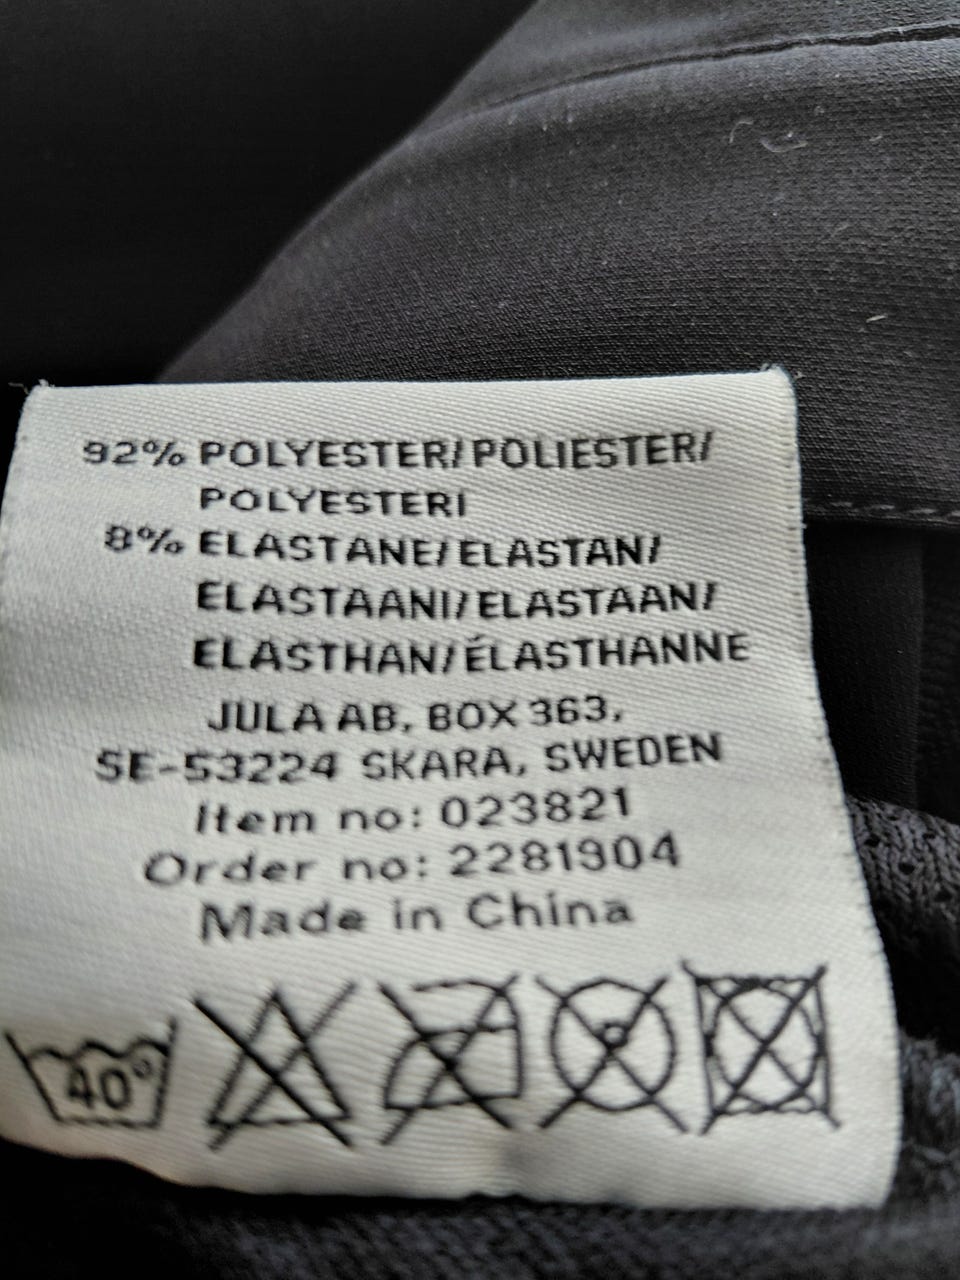 92% POLYESTER/POLIESTER/
POLYESTERI
8% ELASTANE/ELASTAN/
ELASTAANI/ELASTAAN/
ELASTHAN/ÉLASTHANNE
JULA AB, BOX 363,
SE-53224 SKARA, SWEDEN
Item no: 023821
Order no: 2281904
Made in China
40°